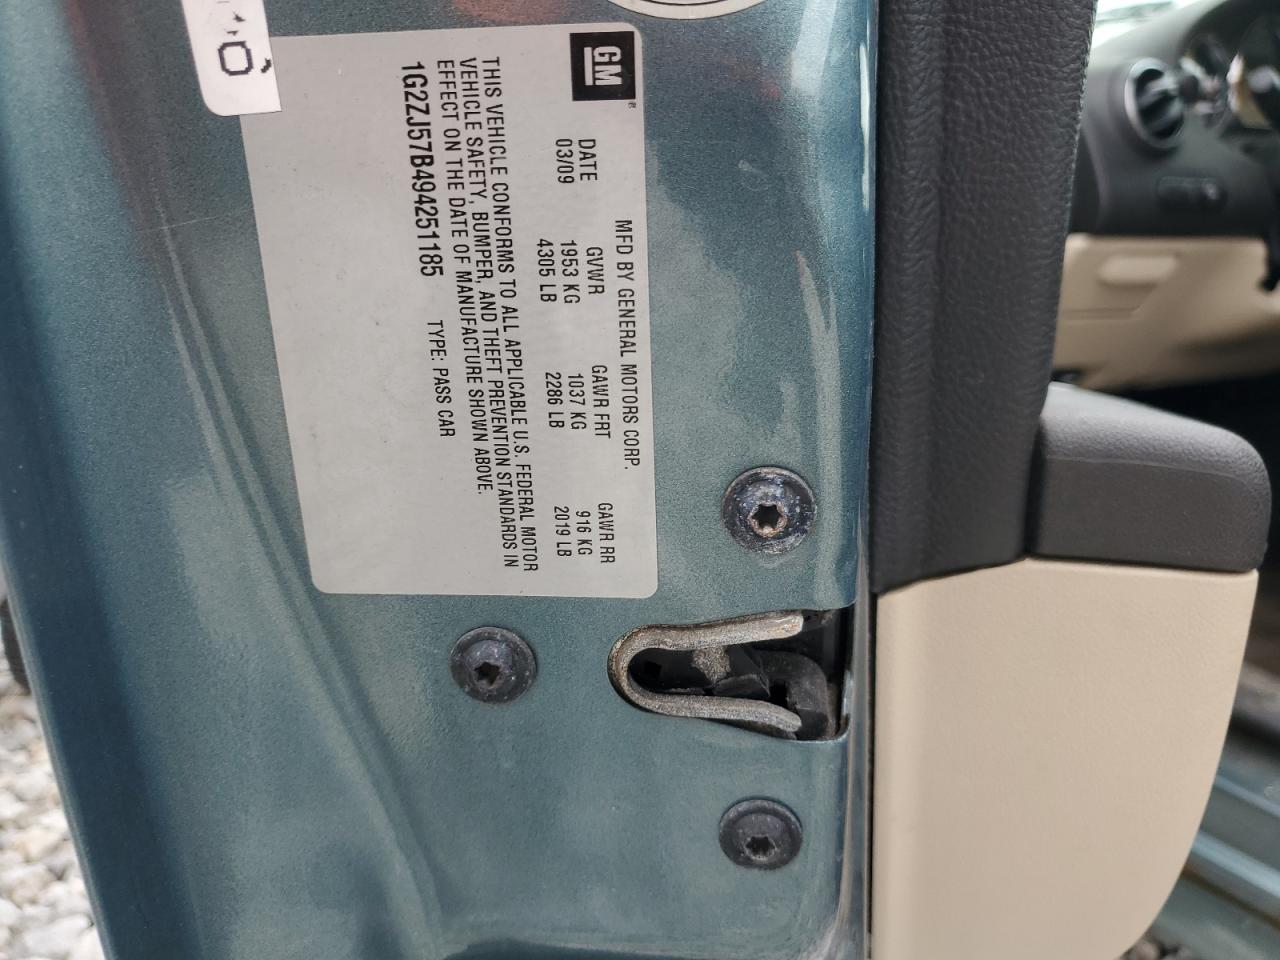 GM
MFD BY GENERAL MOTORS CORP.
DATE GVWR GAWR FRT GAWR RR
03/09 1953 KG 1037 KG 916 KG
4305 LB 2286 LB 2019 LB
THIS VEHICLE CONFORMS TO ALL APPLICABLE U.S. FEDERAL MOTOR
VEHICLE SAFETY, BUMPER, AND THEFT PREVENTION STANDARDS IN
EFFECT ON THE DATE OF MANUFACTURE SHOWN ABOVE.
1G2ZJ57B494251185 TYPE: PASS CAR